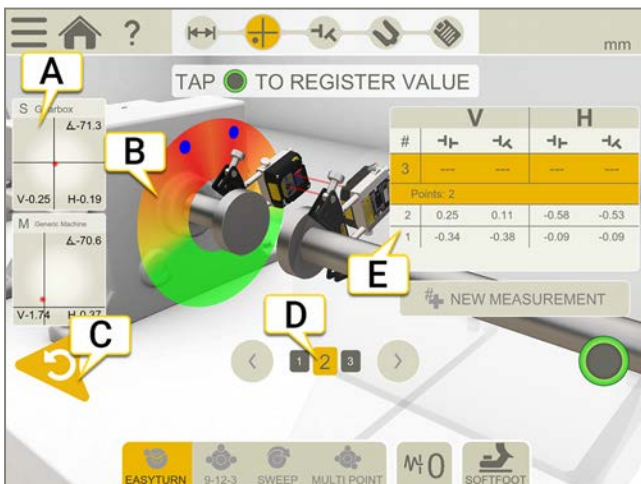 ?
mm
TAP TO REGISTER VALUE
A
S Gearbox
∡-71.3
V-0.25 H-0.19
M Generic Machine
∡-70.6
V-1.74 H-0.37
B
C
D
1 2 3
V H
#
3 --- --- --- ---
Points: 2
2 0.25 0.11 -0.58 -0.53
1 -0.34 -0.38 -0.09 -0.09
E
# NEW MEASUREMENT
EASYTURN 9-12-3 SWEEP MULTI POINT 0 SOFTFOOT